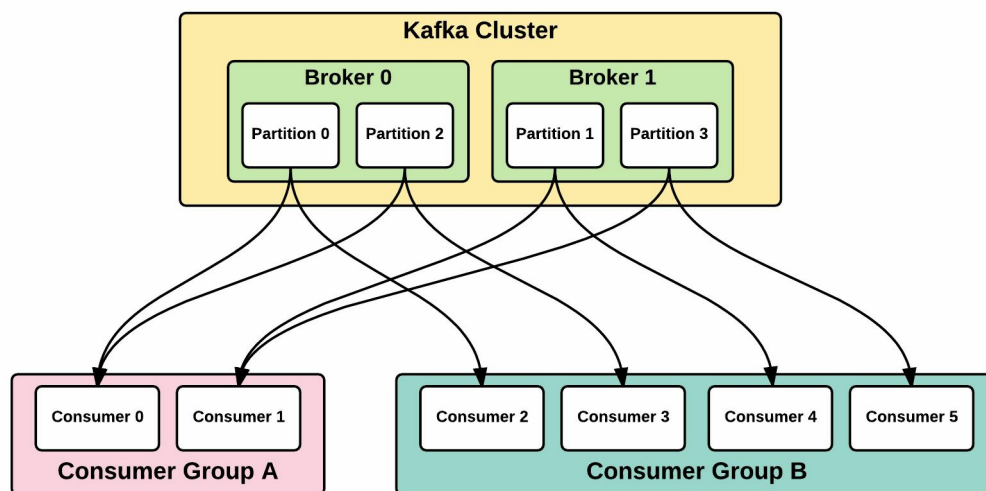 Kafka Cluster
Broker 0
Broker 1
Partition 0
Partition 2
Partition 1
Partition 3
Consumer 0
Consumer 1
Consumer 2
Consumer 3
Consumer 4
Consumer 5
Consumer Group A
Consumer Group B